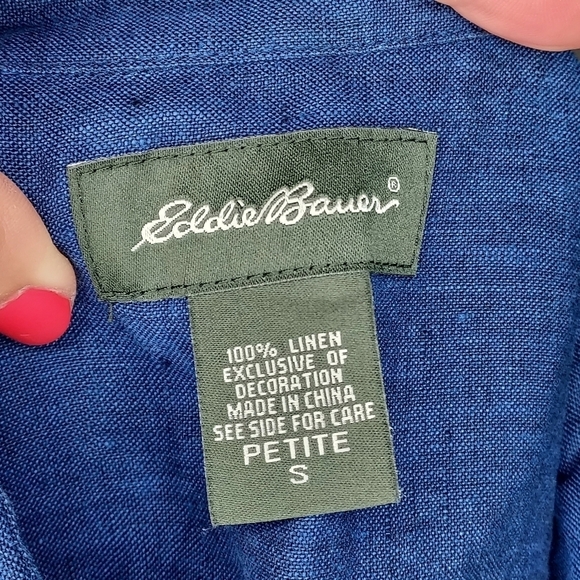 Eddie Bauer®
100% LINEN
EXCLUSIVE OF
DECORATION
MADE IN CHINA
SEE SIDE FOR CARE
PETITE
S